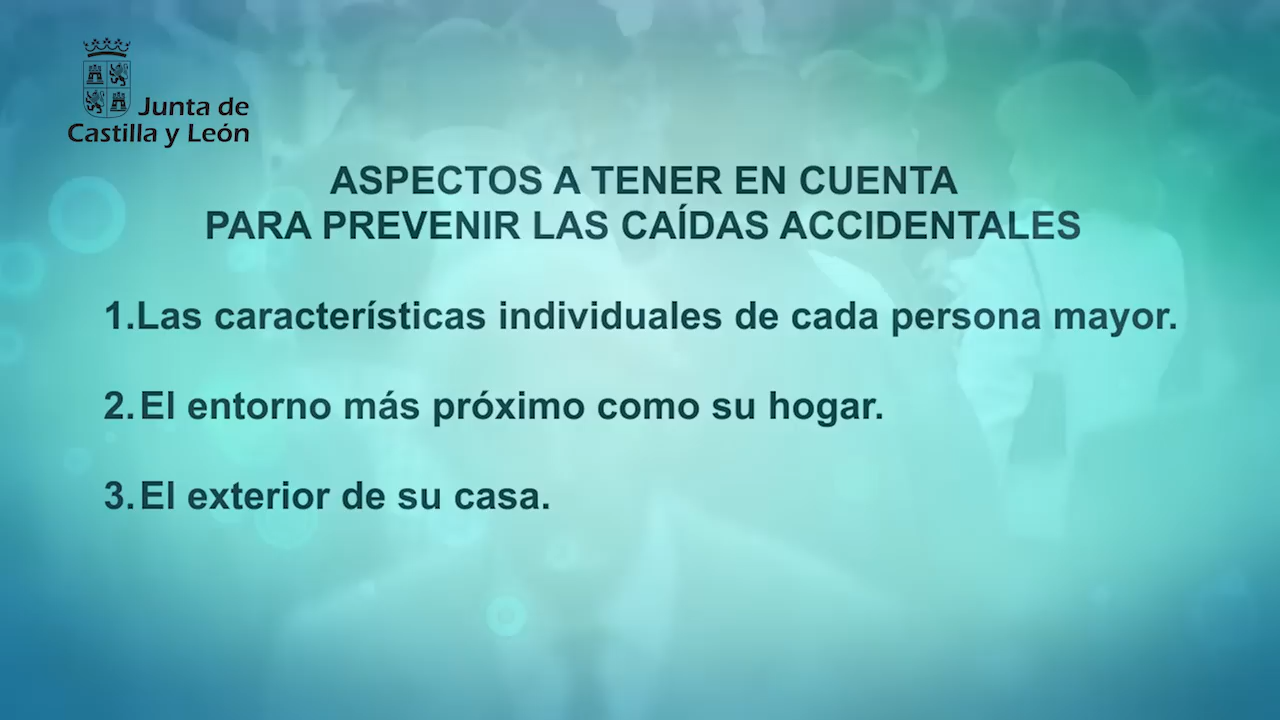 Junta de
Castilla y León
ASPECTOS A TENER EN CUENTA
PARA PREVENIR LAS CAÍDAS ACCIDENTALES
1.Las características individuales de cada persona mayor.
2. El entorno más próximo como su hogar.
3. El exterior de su casa.